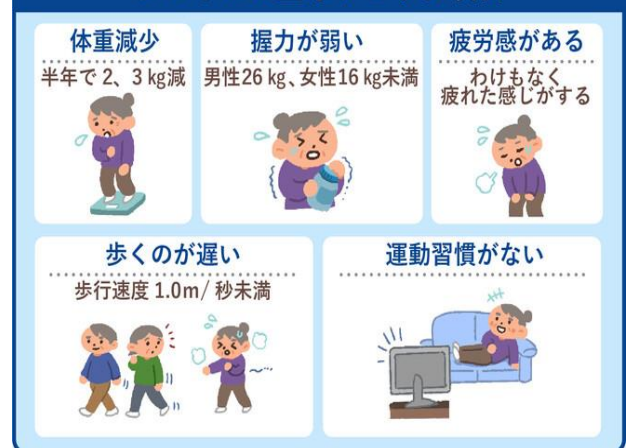 体重減少
半年で2、3kg減
握力が弱い
男性26kg、女性16kg未満
疲労感がある
わけもなく
疲れた感じがする
歩くのが遅い
歩行速度1.0m/秒未満
運動習慣がない